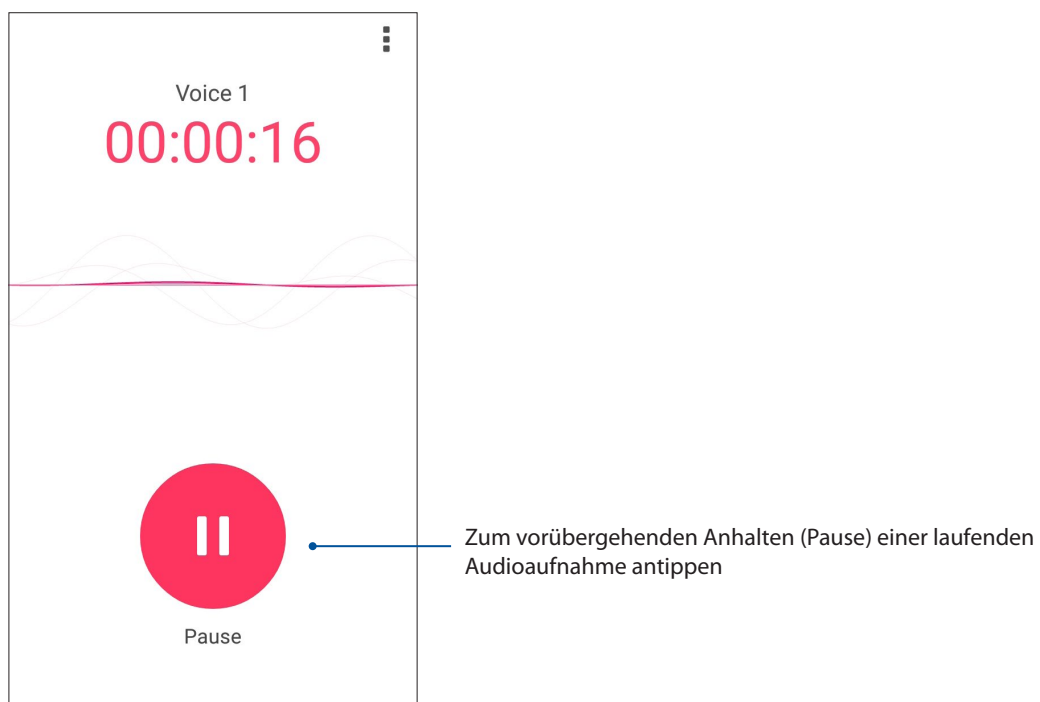 Voice 1
00:00:16
Zum vorübergehenden Anhalten (Pause) einer laufenden
Audioaufnahme antippen
Pause